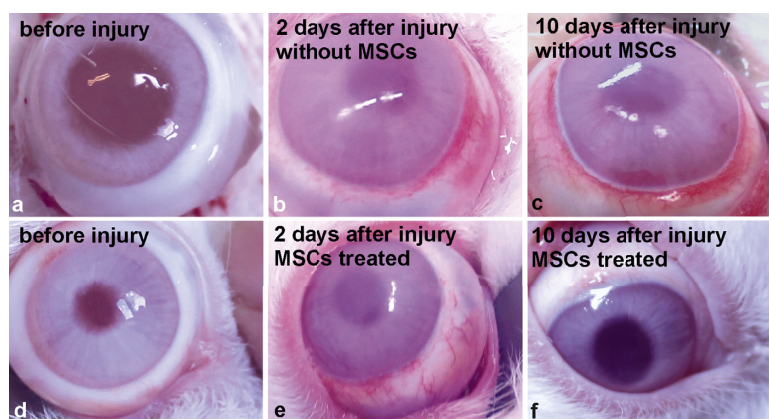 before injury
2 days after injury
without MSCs
10 days after injury
without MSCs
a
b
c
before injury
2 days after injury
MSCs treated
10 days after injury
MSCs treated
d
e
f